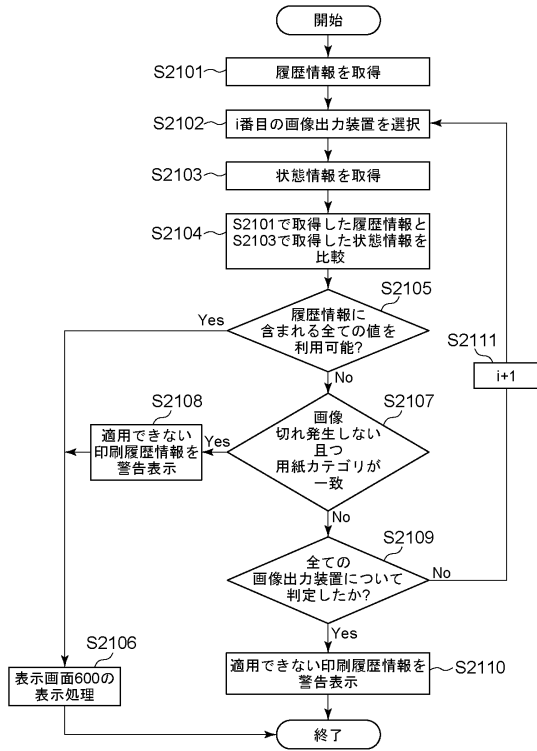 開始
S2101
履歴情報を取得
S2102
i番目の画像出力装置を選択
S2103
状態情報を取得
S2104
S2101で取得した履歴情報と
S2103で取得した状態情報を
比較
S2105
履歴情報に
含まれる全ての値を
利用可能?
Yes
No
S2111
i+1
S2107
画像
切れ発生しない
且つ
用紙カテゴリが
一致
Yes
No
S2108
適用できない
印刷履歴情報を
警告表示
S2109
全ての
画像出力装置について
判定したか?
No
Yes
S2106
表示画面600の
表示処理
S2110
適用できない印刷履歴情報を
警告表示
終了